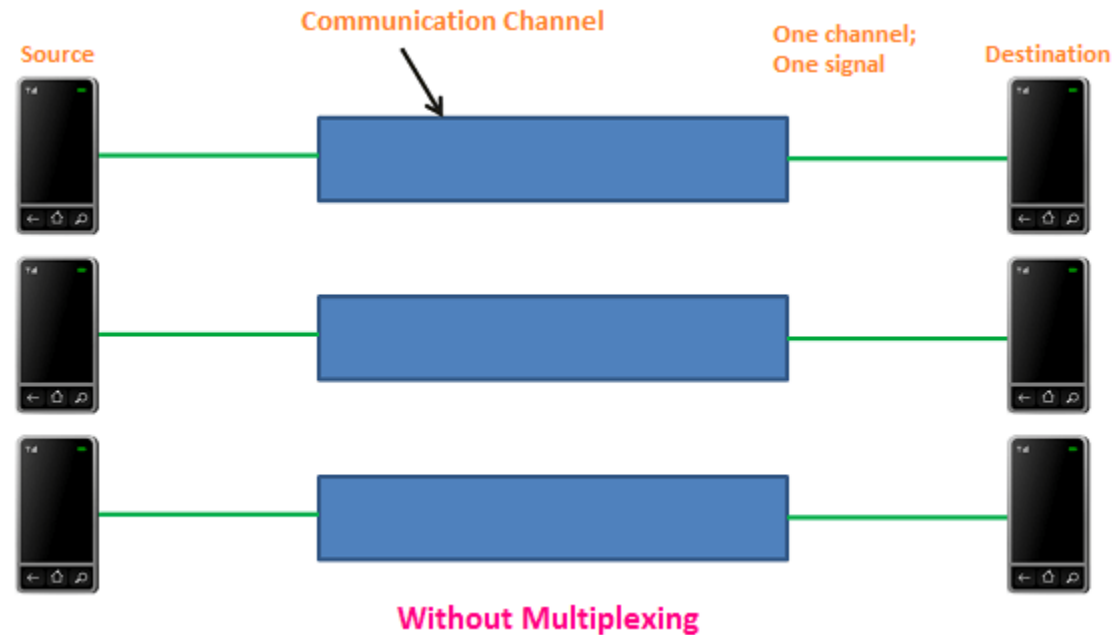 Communication Channel
One channel;
One signal
Source
Destination
Without Multiplexing